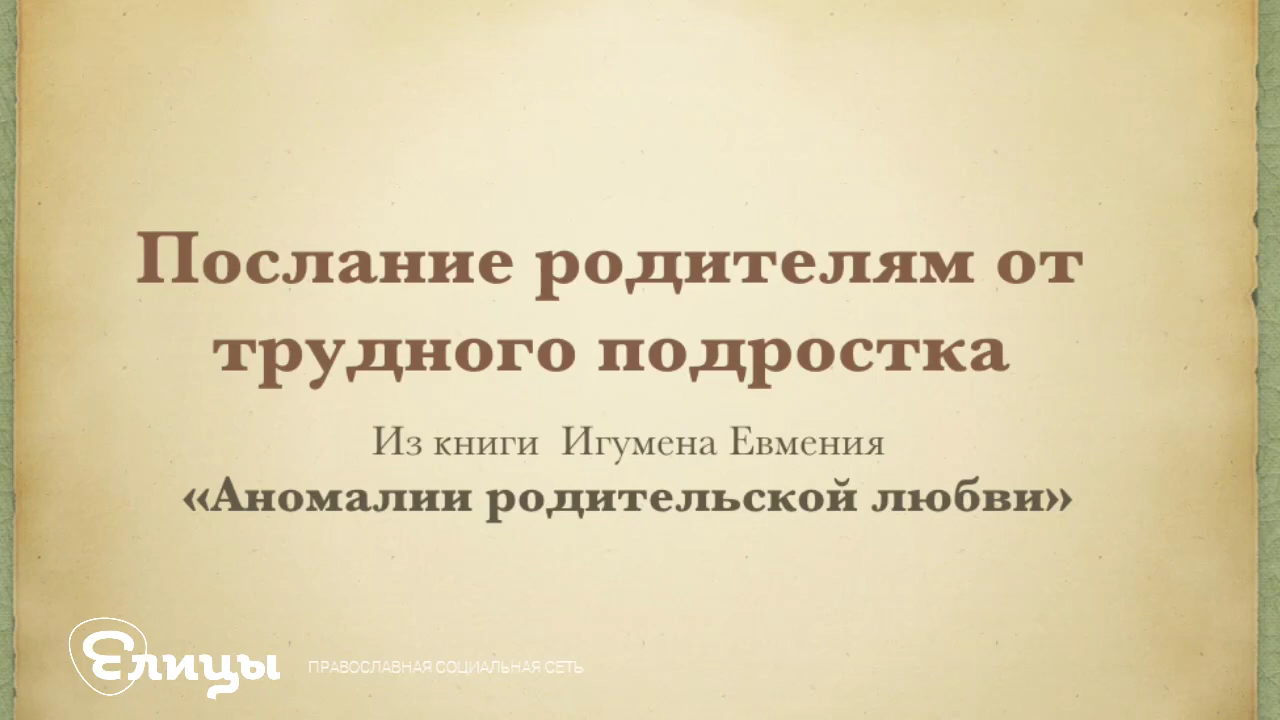 Послание родителям от
трудного подростка
Из книги Игумена Евмения
«Аномалии родительской любви»
Елицы
ПРАВОСЛАВНАЯ СОЦИАЛЬНАЯ СЕТЬ